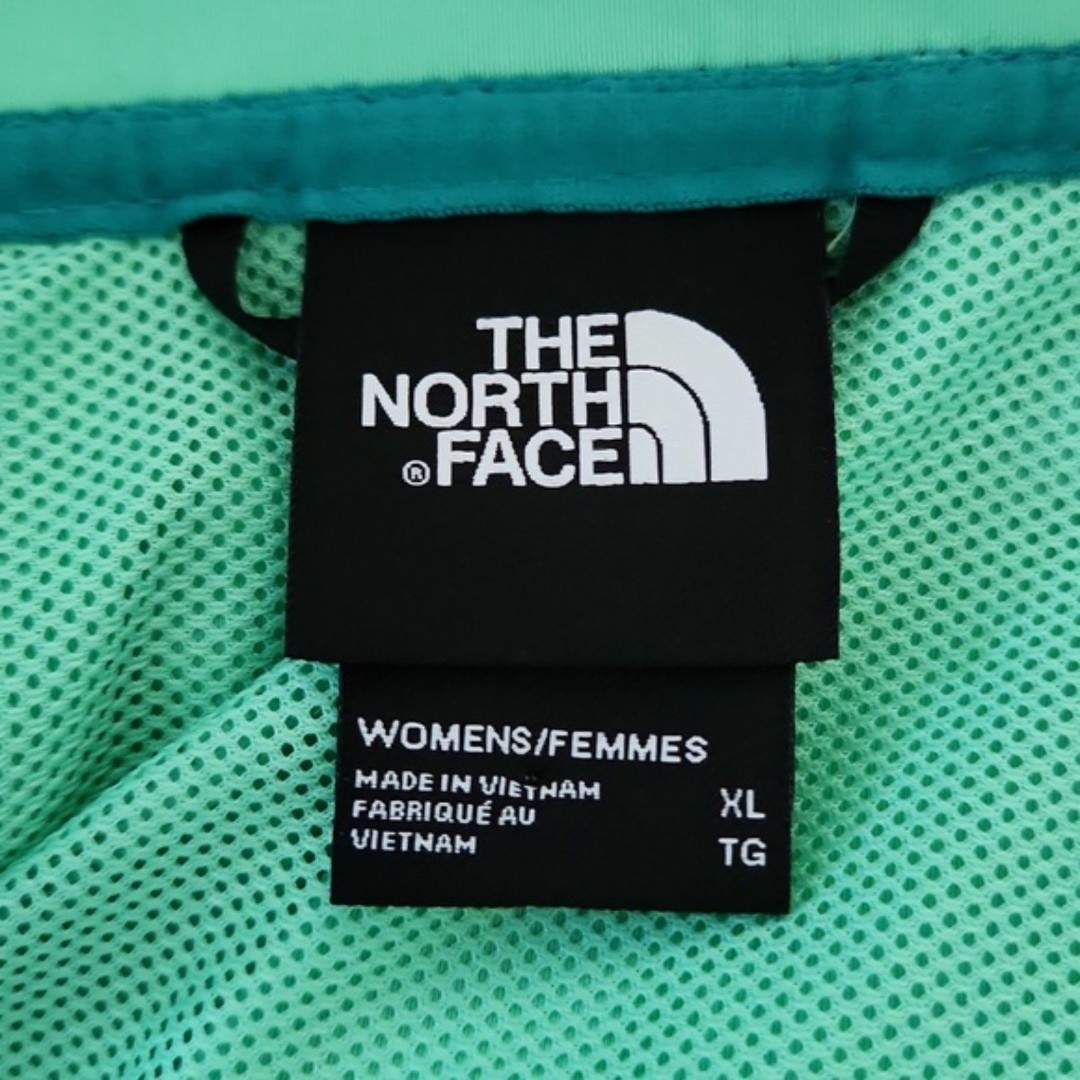 THE
NORTH
® FACE
WOMENS/FEMMES
MADE IN VIETNAM
FABRIQUÉ AU
VIETNAM
XL
TG